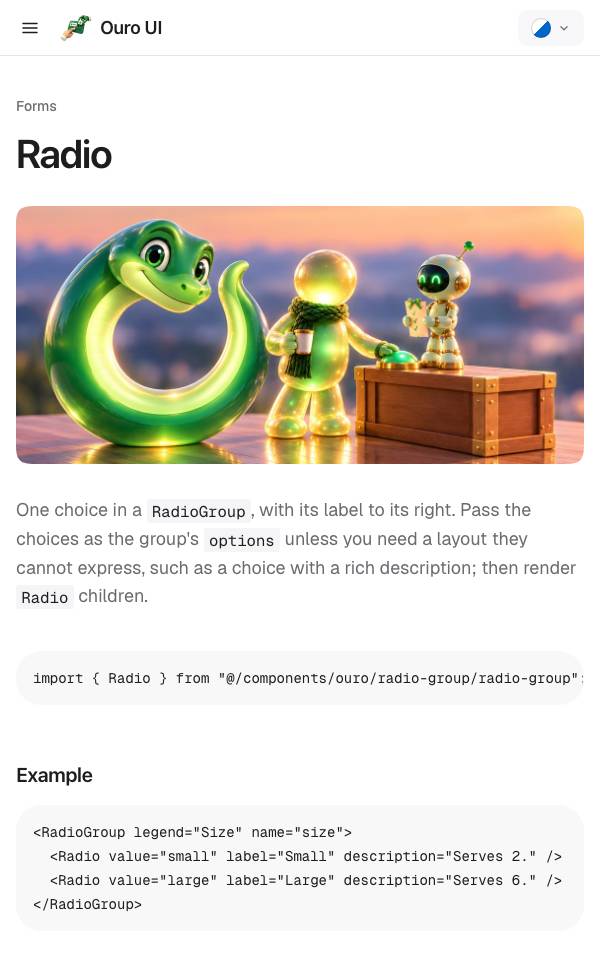 Ouro UI
Forms
Radio
One choice in a RadioGroup, with its label to its right. Pass the
choices as the group's options unless you need a layout they
cannot express, such as a choice with a rich description; then render
Radio children.
import { Radio } from "@/components/ouro/radio-group/radio-group";
Example
<RadioGroup legend="Size" name="size">
  <Radio value="small" label="Small" description="Serves 2." />
  <Radio value="large" label="Large" description="Serves 6." />
</RadioGroup>